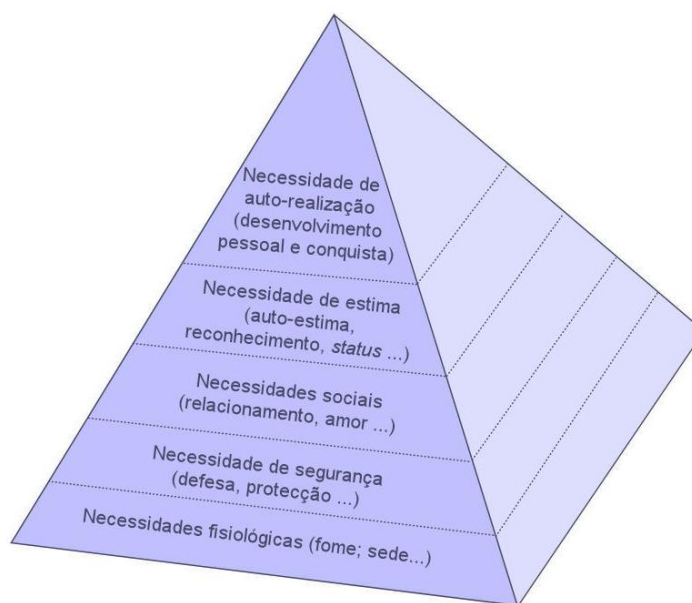 Necessidade de
auto-realização
(desenvolvimento
pessoal e conquista)
Necessidade de estima
(auto-estima,
reconhecimento, status ...)
Necessidades sociais
(relacionamento, amor ...)
Necessidade de segurança
(defesa, protecção ...)
Necessidades fisiológicas (fome; sede...)